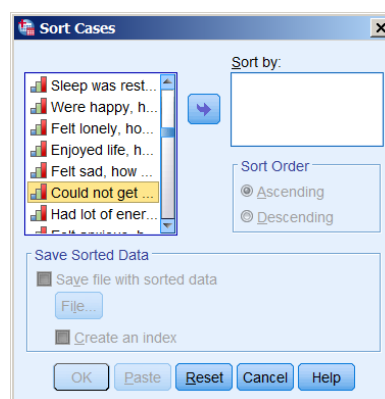 Sort Cases
Sort by:
Sleep was rest...
Were happy, h...
Felt lonely, ho...
Enjoyed life, h...
Felt sad, how ...
Could not get ...
Had lot of ener...
Sort Order
Ascending
Descending
Save Sorted Data
Save file with sorted data
File...
Create an index
OK Paste Reset Cancel Help